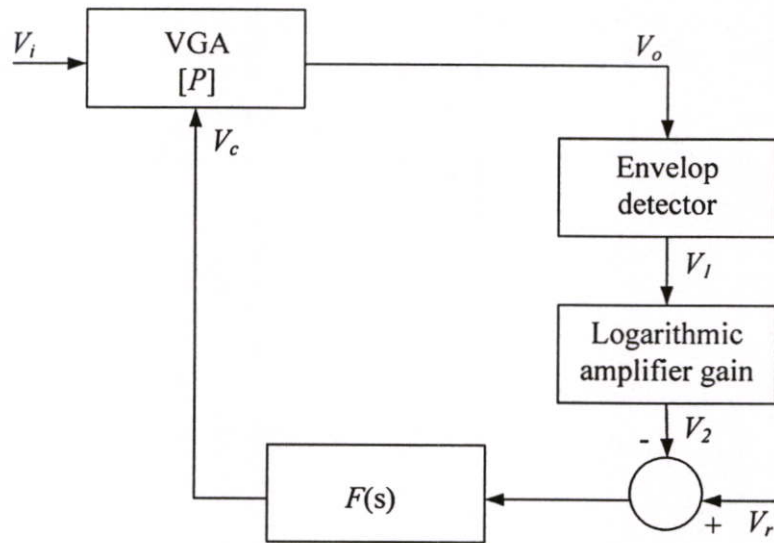 V_i
VGA
[P]
V_o
V_c
Envelop
detector
V_1
Logarithmic
amplifier gain
- V_2
F(s)
+ V_r